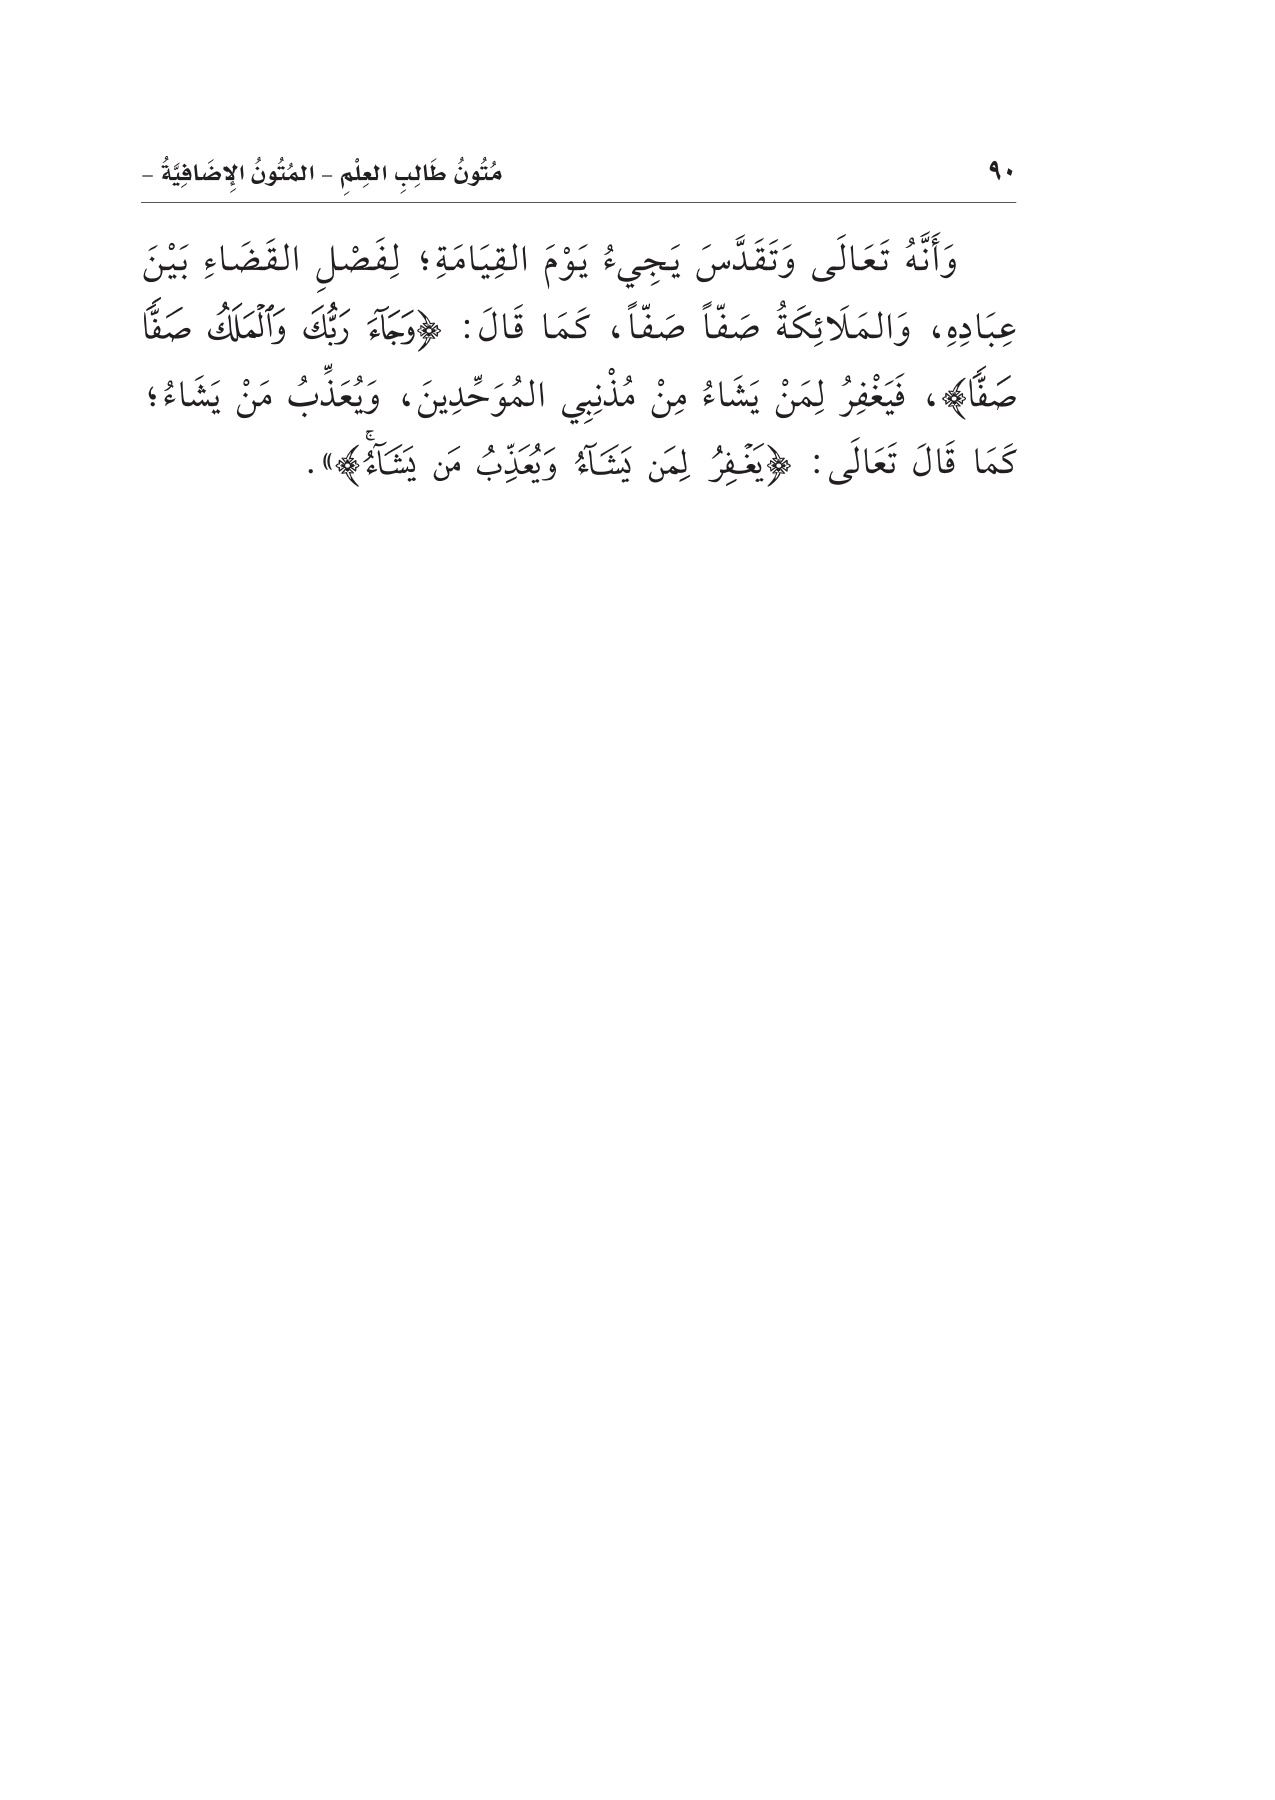 ٩٠ مُتُونُ طَالِبِ العِلْمِ - المُتُونُ الإِضَافِيَّةُ -
وَأَنَّهُ تَعَالَى وَتَقَدَّسَ يَجِيءُ يَوْمَ القِيَامَةِ؛ لِفَصْلِ القَضَاءِ بَيْنَ
عِبَادِهِ، وَالمَلَائِكَةُ صَفّاً صَفّاً، كَمَا قَالَ: ﴿وَجَآءَ رَبُّكَ وَٱلۡمَلَكُ صَفّٗا
صَفّٗا﴾، فَيَغْفِرُ لِمَنْ يَشَاءُ مِنْ مُذْنِبِي المُوَحِّدِينَ، وَيُعَذِّبُ مَنْ يَشَاءُ؛
كَمَا قَالَ تَعَالَى: ﴿يَغۡفِرُ لِمَن يَشَآءُ وَيُعَذِّبُ مَن يَشَآءُۚ﴾».